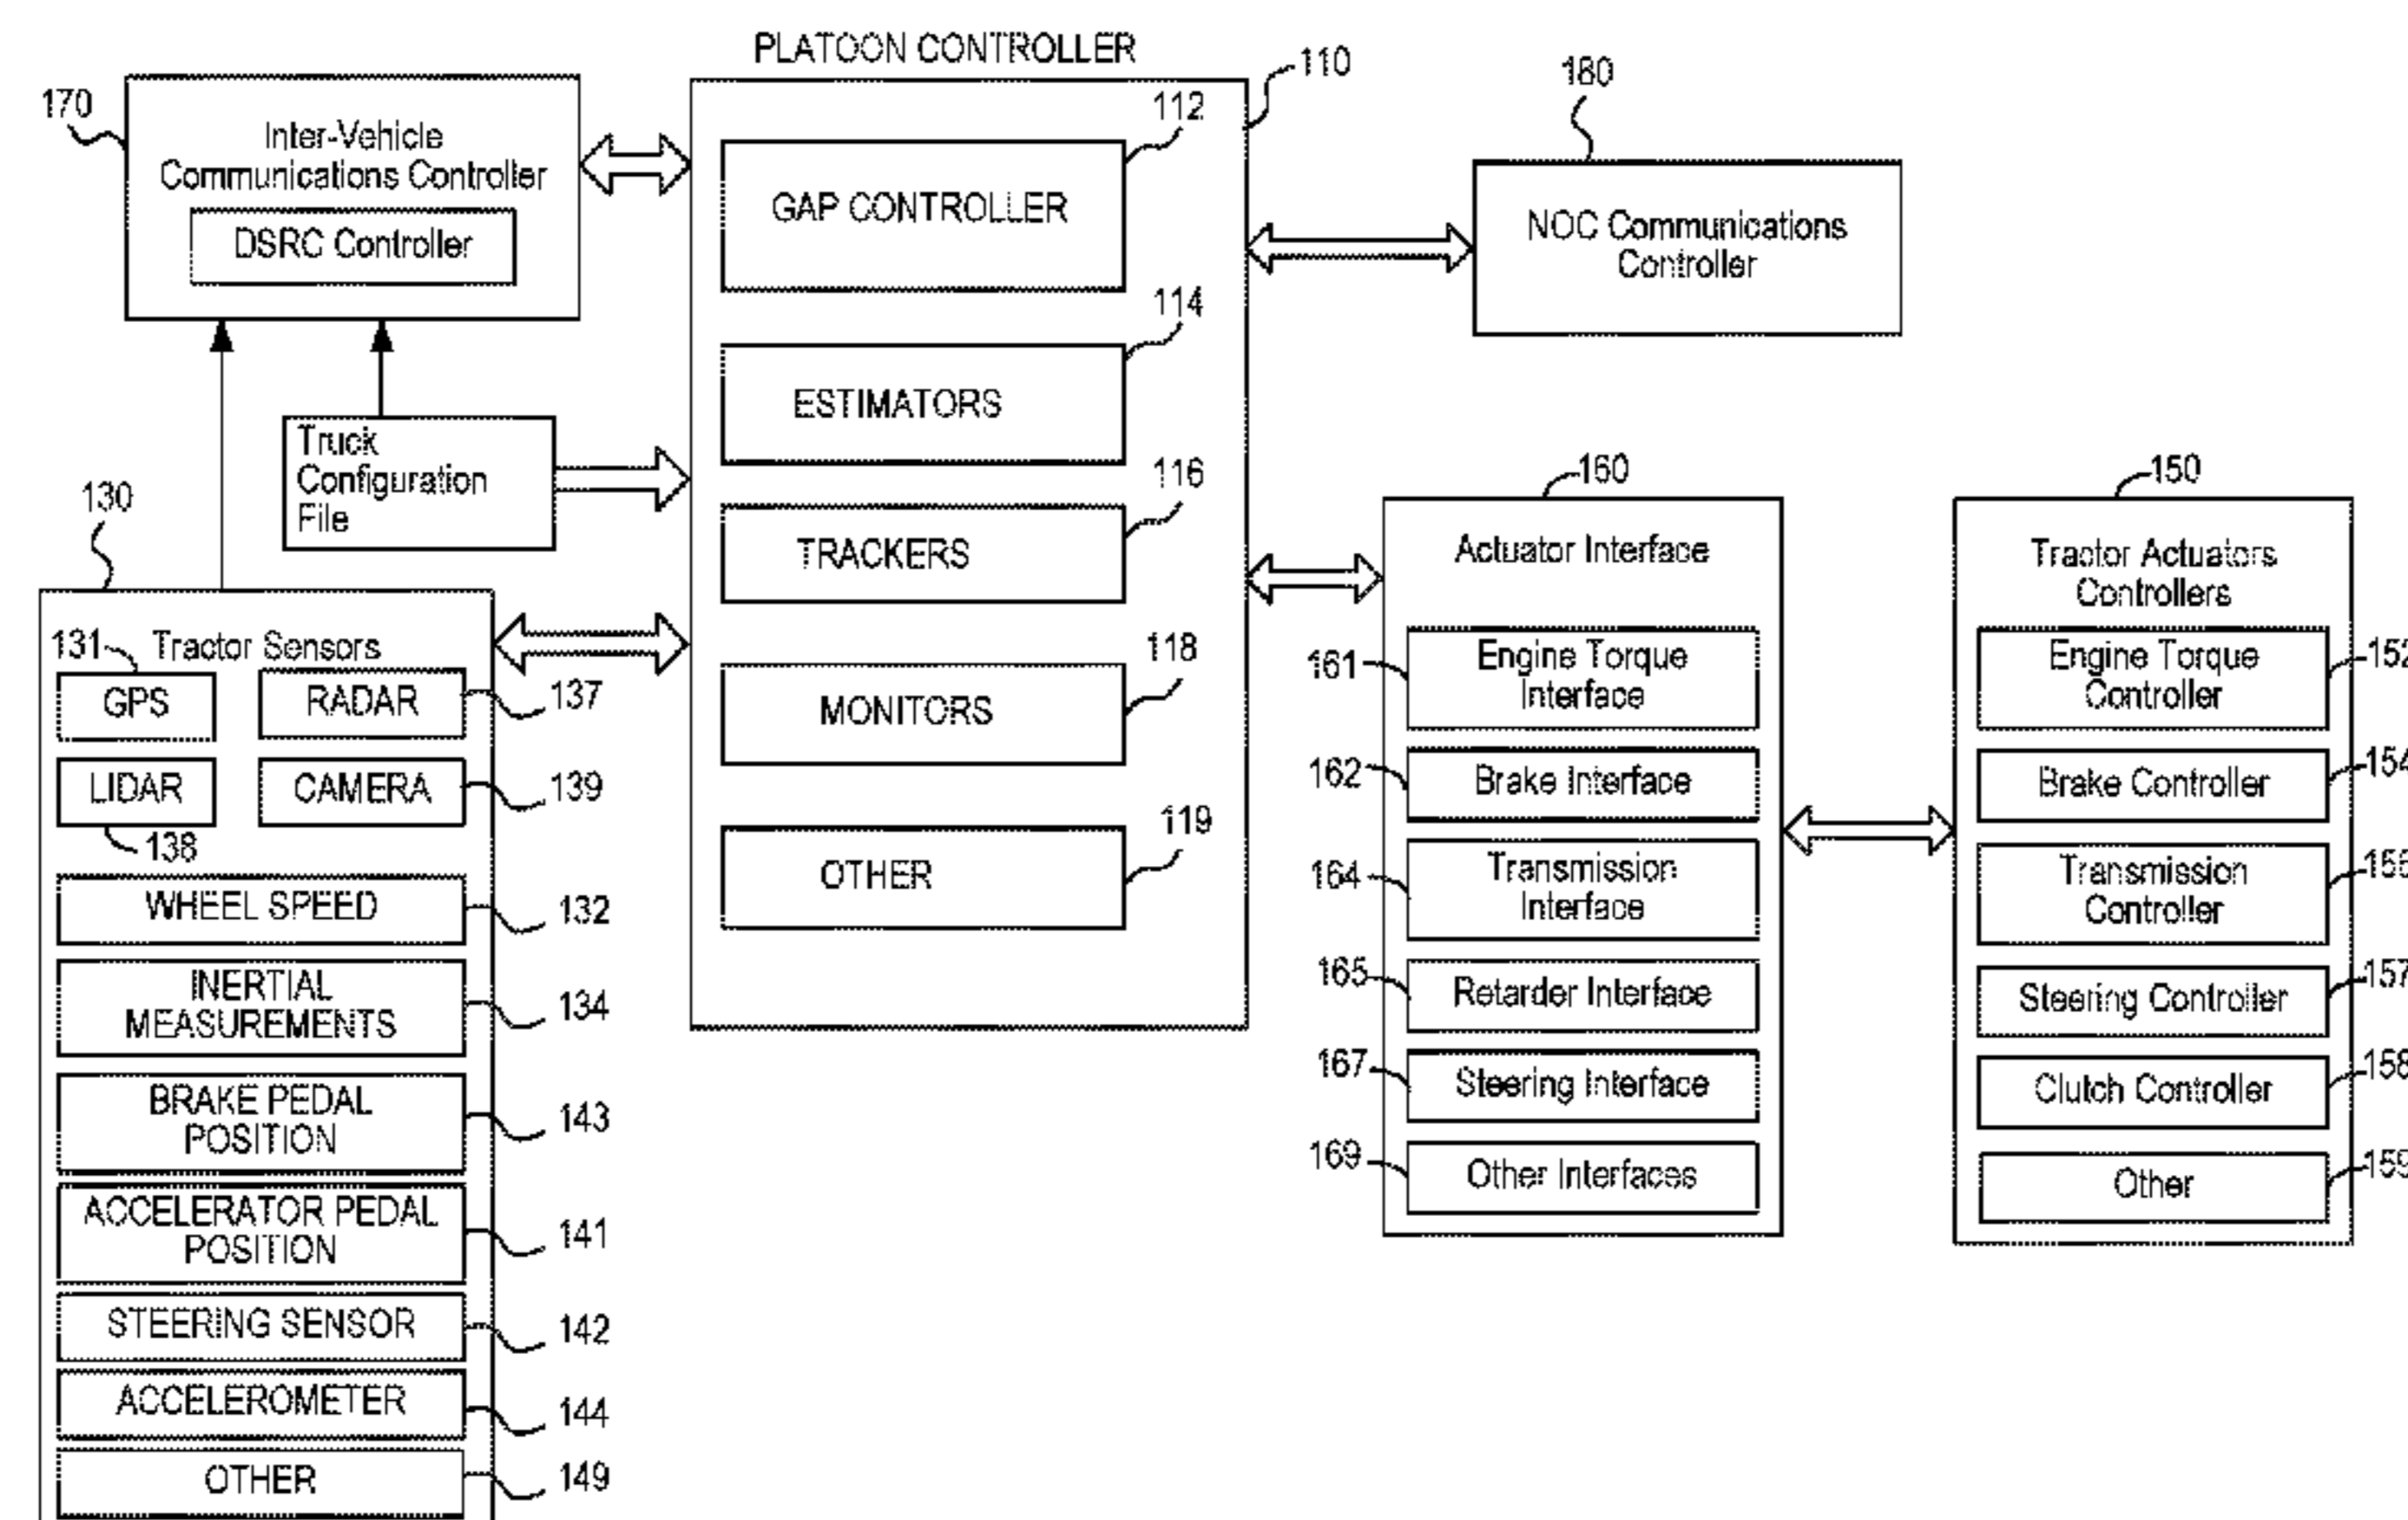 PLATOON CONTROLLER
110
170
Inter-Vehicle
Communications Controller
DSRC Controller
112
GAP CONTROLLER
180
NOC Communications
Controller
114
ESTIMATORS
Truck
Configuration
File
116
TRACKERS
118
MONITORS
119
OTHER
130
Tractor Sensors
131
GPS
RADAR
137
LIDAR
138
CAMERA
139
WHEEL SPEED
132
INERTIAL
MEASUREMENTS
134
BRAKE PEDAL
POSITION
143
ACCELERATOR PEDAL
POSITION
141
STEERING SENSOR
142
ACCELEROMETER
144
OTHER
149
160
Actuator Interface
161
Engine Torque
Interface
162
Brake Interface
164
Transmission
Interface
165
Retarder Interface
167
Steering Interface
169
Other Interfaces
150
Tractor Actuators
Controllers
Engine Torque
Controller
152
Brake Controller
154
Transmission
Controller
Steering Controller
157
Clutch Controller
158
Other
159